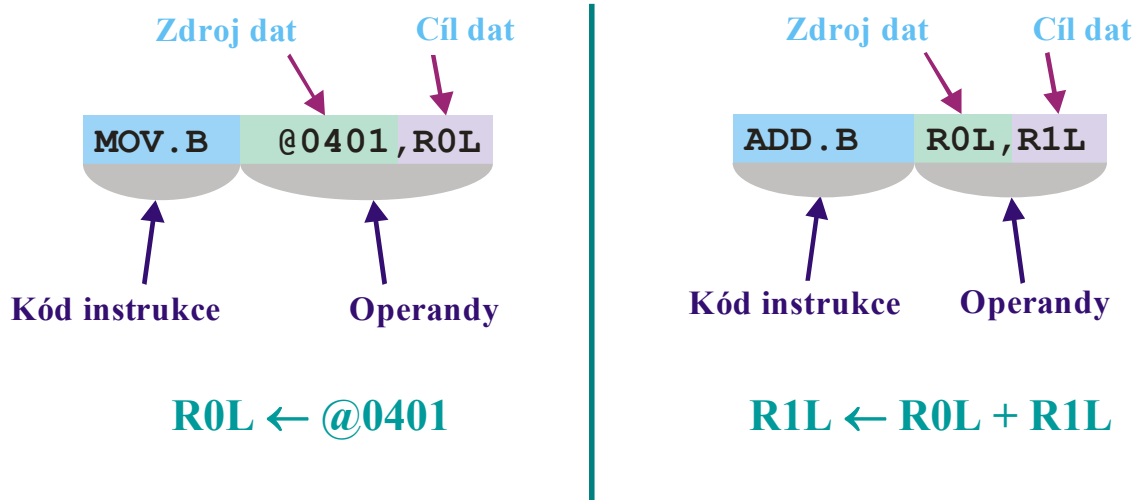 Zdroj dat
Cíl dat
MOV.B @0401,R0L
Kód instrukce
Operandy
R0L ← @0401
Zdroj dat
Cíl dat
ADD.B R0L,R1L
Kód instrukce
Operandy
R1L ← R0L + R1L